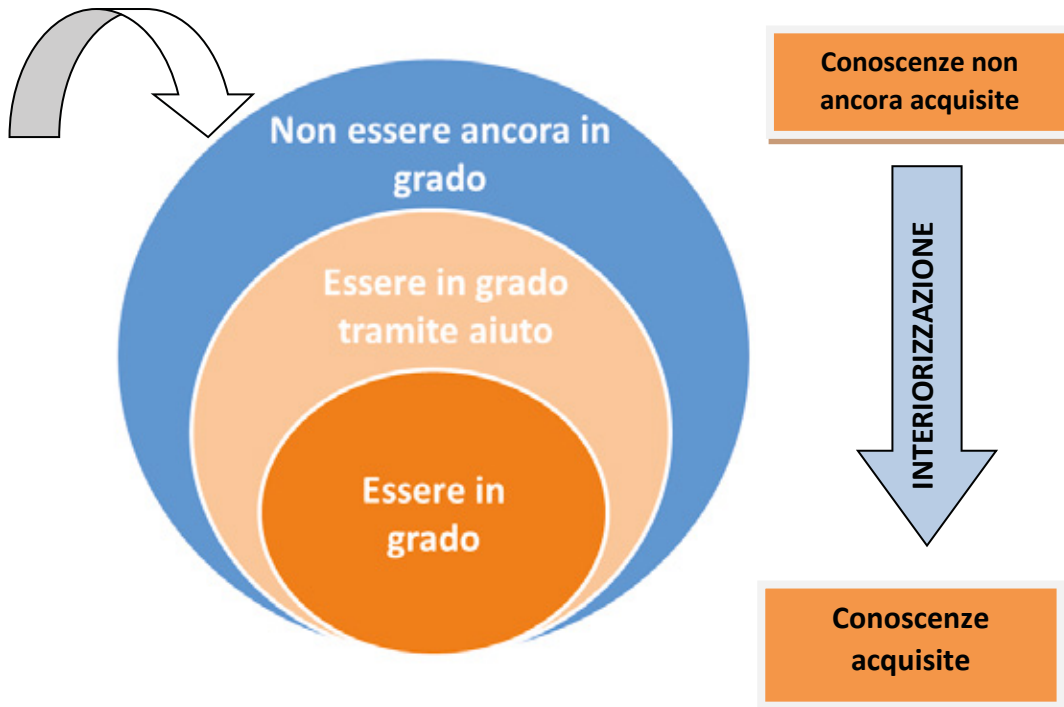 Non essere ancora in
grado
Essere in grado
tramite aiuto
Essere in
grado
Conoscenze non
ancora acquisite
INTERIORIZZAZIONE
Conoscenze
acquisite